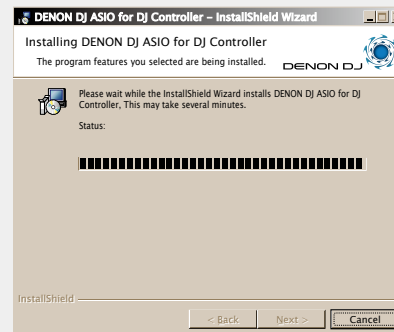 DENON DJ ASIO for DJ Controller – InstallShield Wizard
Installing DENON DJ ASIO for DJ Controller
The program features you selected are being installed.
DENON DJ
Please wait while the InstallShield Wizard installs DENON DJ ASIO for DJ
Controller, This may take several minutes.
Status:
InstallShield
< Back Next > Cancel